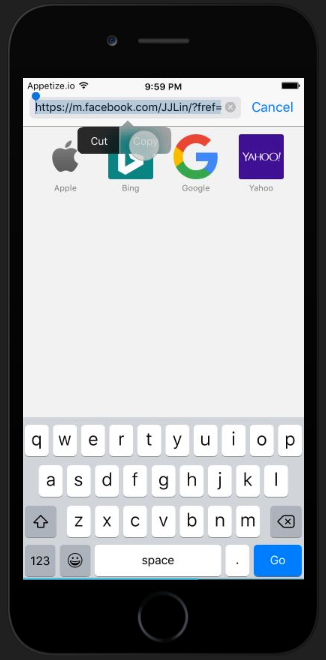 Appetize.io 9:59 PM
https://m.facebook.com/JJLin/?fref= Cancel
Cut Copy
YAHOO!
Apple Bing Google Yahoo
q w e r t y u i o p
a s d f g h j k l
z x c v b n m
123 space . Go